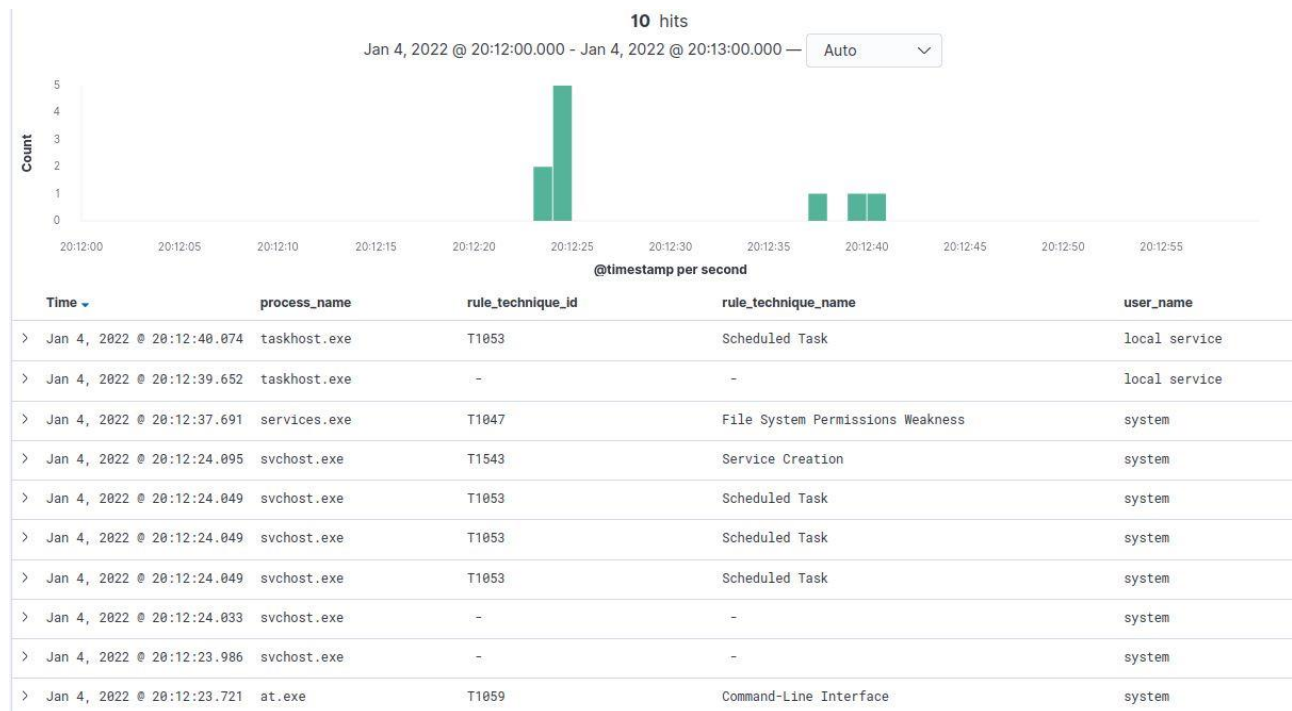 10 hits
Jan 4, 2022 @ 20:12:00.000 - Jan 4, 2022 @ 20:13:00.000 — Auto
5
4
3
2
1
0
Count
20:12:00 20:12:05 20:12:10 20:12:15 20:12:20 20:12:25 20:12:30 20:12:35 20:12:40 20:12:45 20:12:50 20:12:55
@timestamp per second
Time process_name rule_technique_id rule_technique_name user_name
> Jan 4, 2022 @ 20:12:40.074 taskhost.exe T1053 Scheduled Task local service
> Jan 4, 2022 @ 20:12:39.652 taskhost.exe - - local service
> Jan 4, 2022 @ 20:12:37.691 services.exe T1047 File System Permissions Weakness system
> Jan 4, 2022 @ 20:12:24.095 svchost.exe T1543 Service Creation system
> Jan 4, 2022 @ 20:12:24.049 svchost.exe T1053 Scheduled Task system
> Jan 4, 2022 @ 20:12:24.049 svchost.exe T1053 Scheduled Task system
> Jan 4, 2022 @ 20:12:24.049 svchost.exe T1053 Scheduled Task system
> Jan 4, 2022 @ 20:12:24.033 svchost.exe - - system
> Jan 4, 2022 @ 20:12:23.986 svchost.exe - - system
> Jan 4, 2022 @ 20:12:23.721 at.exe T1059 Command-Line Interface system